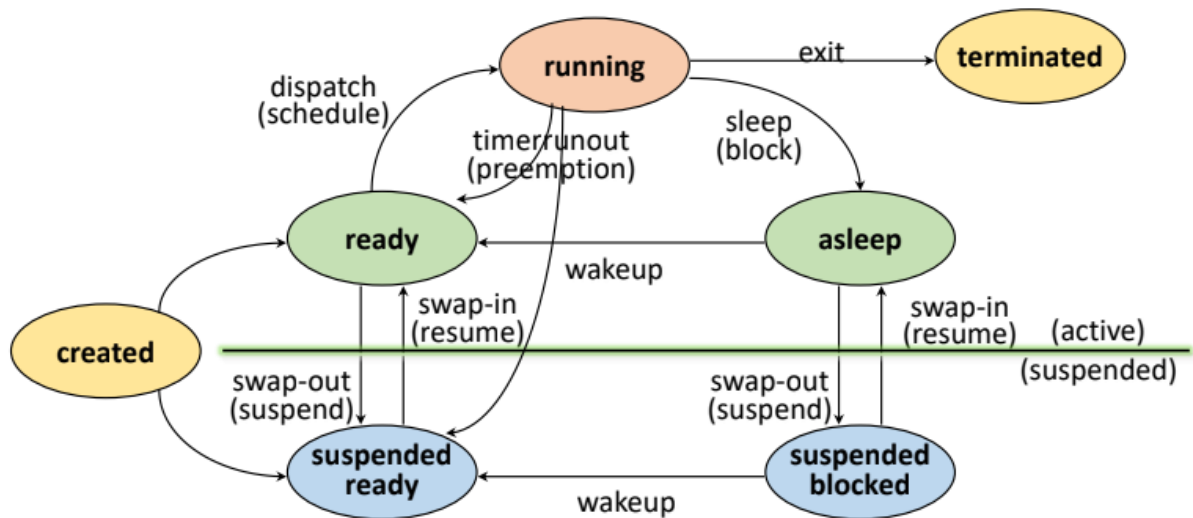 running
exit
terminated
dispatch
(schedule)
timerrunout
(preemption)
sleep
(block)
ready
asleep
wakeup
created
swap-in
(resume)
swap-in
(resume)
(active)
(suspended)
swap-out
(suspend)
swap-out
(suspend)
suspended
ready
suspended
blocked
wakeup